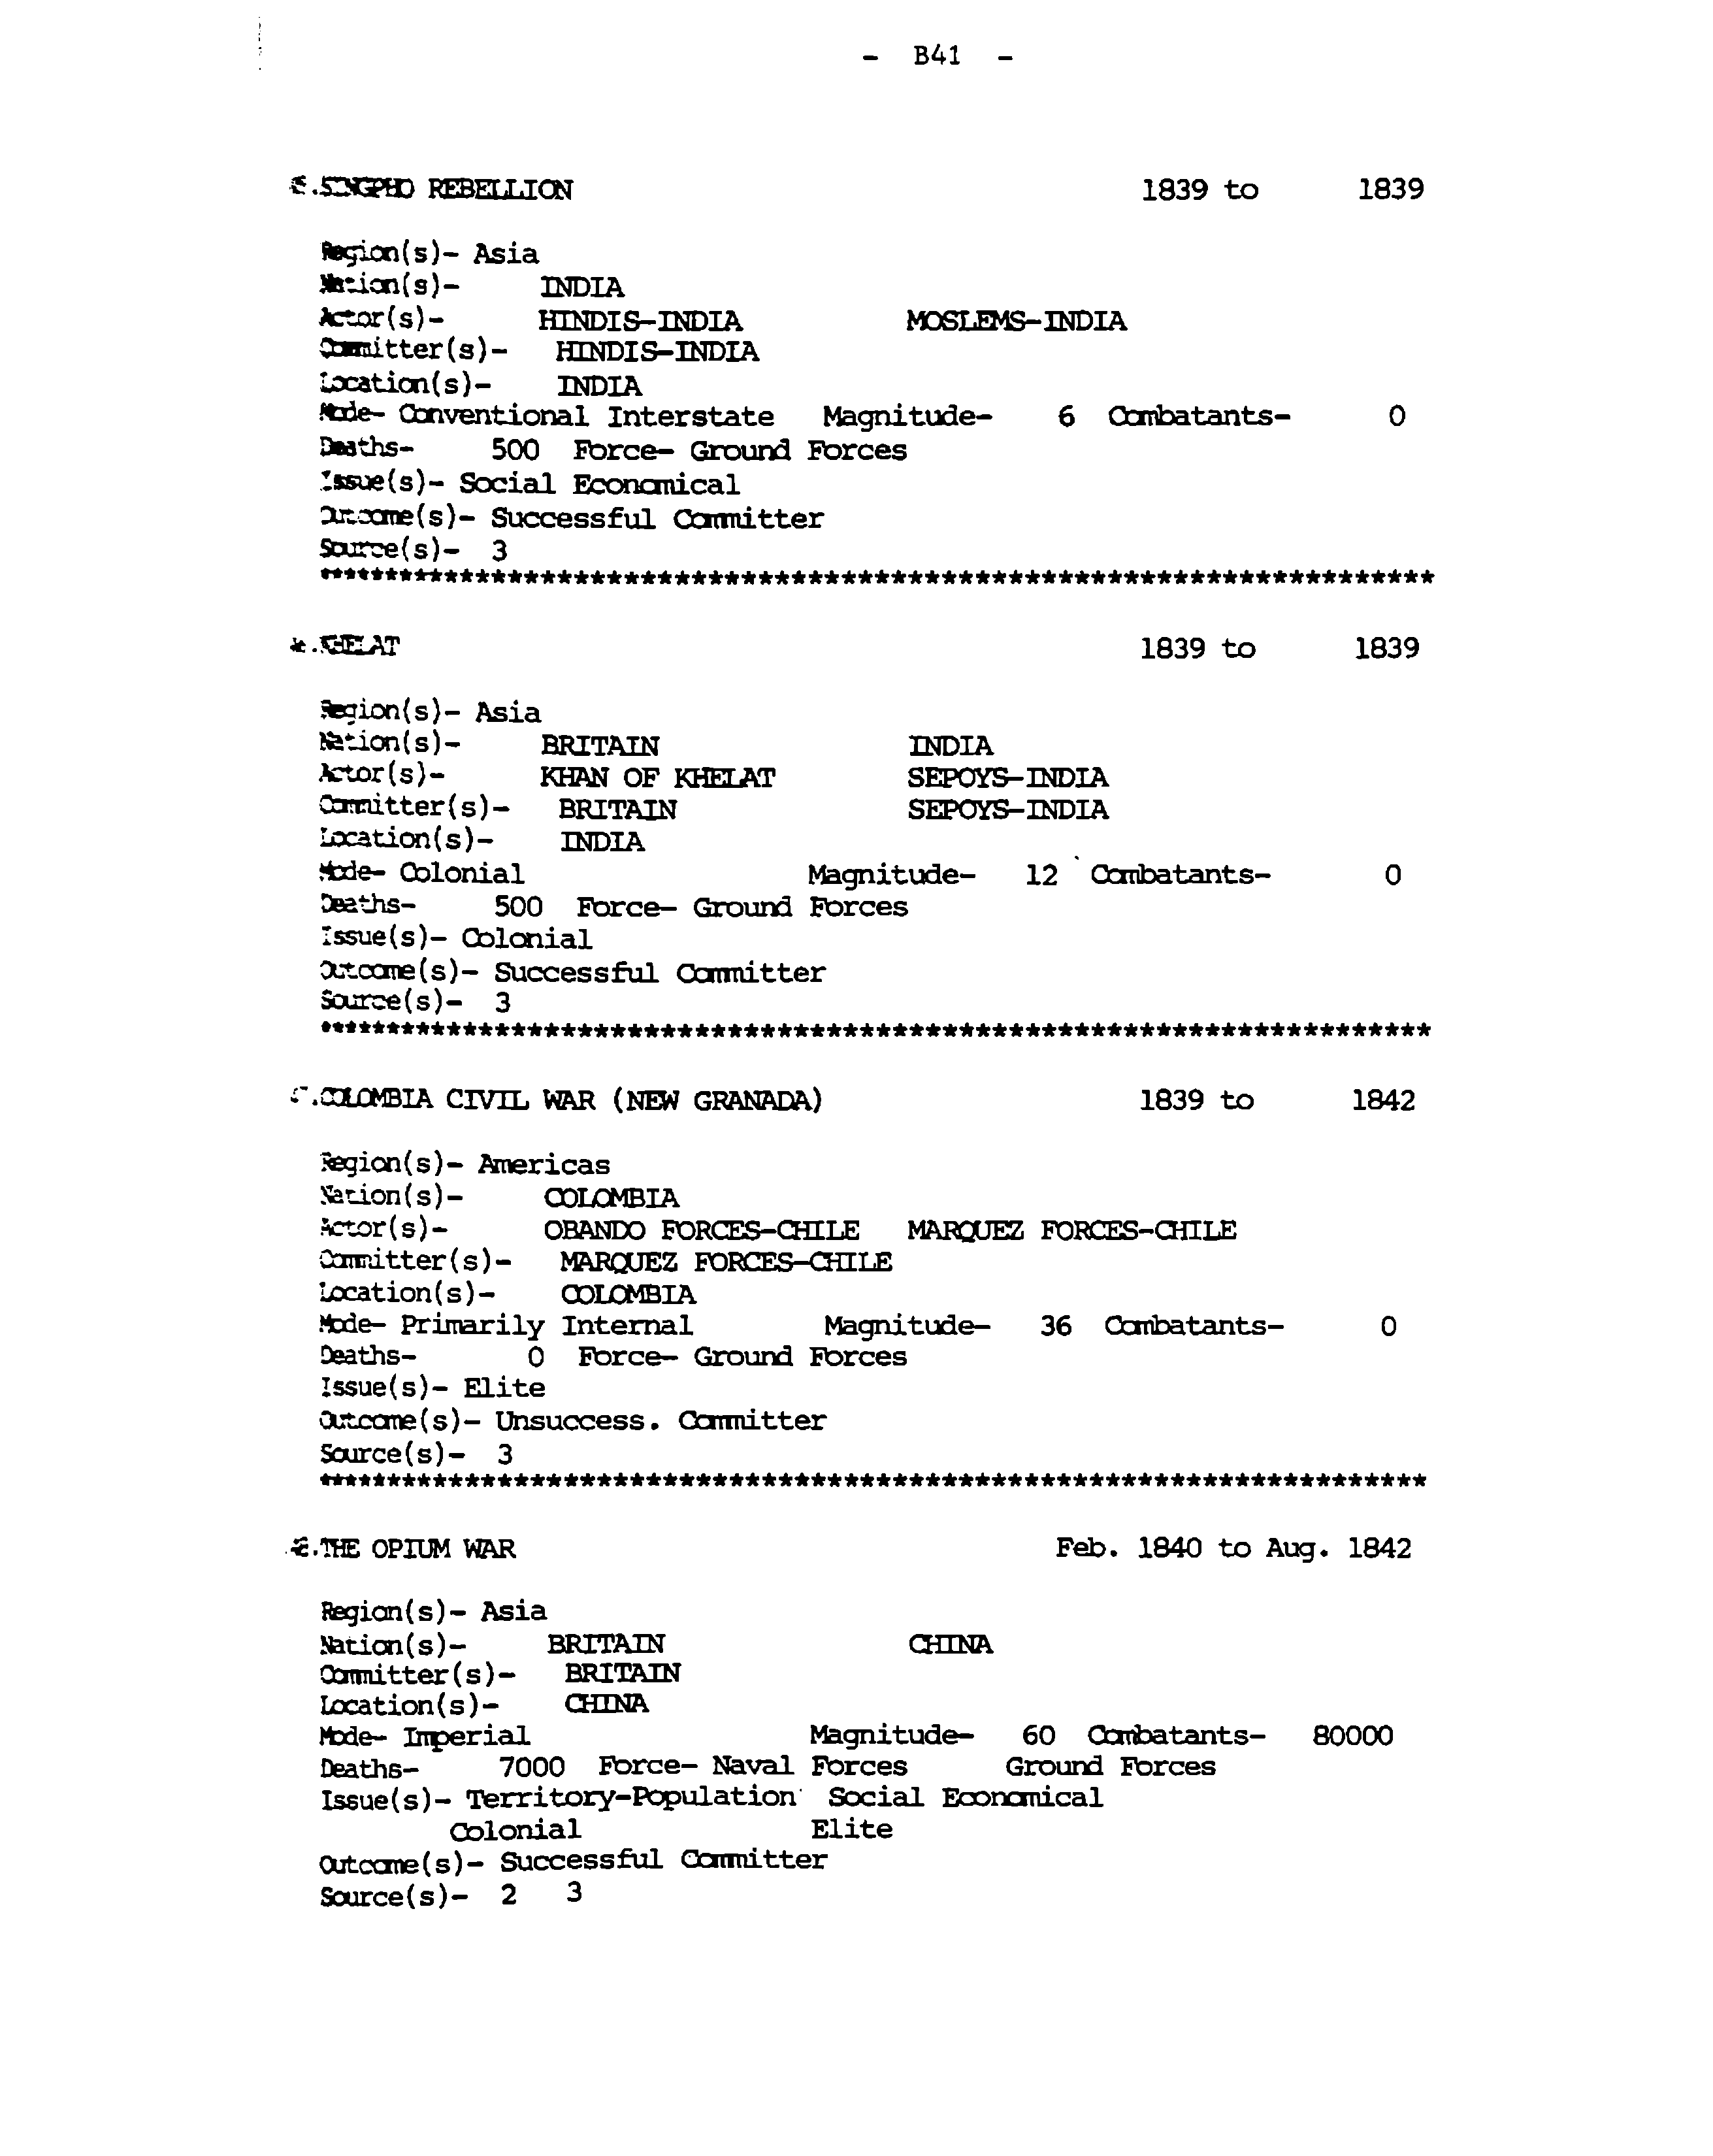 - B41 -
SINGPHO REBELLION 1839 to 1839
Region(s)- Asia
Nation(s)- INDIA
Actor(s)- HINDIS-INDIA MOSLEMS-INDIA
Committer(s)- HINDIS-INDIA
Location(s)- INDIA
Mode- Conventional Interstate Magnitude- 6 Combatants- 0
Deaths- 500 Force- Ground Forces
Issue(s)- Social Economical
Outcome(s)- Successful Committer
Source(s)- 3
KHELAT 1839 to 1839
Region(s)- Asia
Nation(s)- BRITAIN INDIA
Actor(s)- KHAN OF KHELAT SEPOYS-INDIA
Committer(s)- BRITAIN SEPOYS-INDIA
Location(s)- INDIA
Mode- Colonial Magnitude- 12 Combatants- 0
Deaths- 500 Force- Ground Forces
Issue(s)- Colonial
Outcome(s)- Successful Committer
Source(s)- 3
COLOMBIA CIVIL WAR (NEW GRANADA) 1839 to 1842
Region(s)- Americas
Nation(s)- COLOMBIA
Actor(s)- OBANDO FORCES-CHILE MARQUEZ FORCES-CHILE
Committer(s)- MARQUEZ FORCES-CHILE
Location(s)- COLOMBIA
Mode- Primarily Internal Magnitude- 36 Combatants- 0
Deaths- 0 Force- Ground Forces
Issue(s)- Elite
Outcome(s)- Unsuccess. Committer
Source(s)- 3
THE OPIUM WAR Feb. 1840 to Aug. 1842
Region(s)- Asia
Nation(s)- BRITAIN CHINA
Committer(s)- BRITAIN
Location(s)- CHINA
Mode- Imperial Magnitude- 60 Combatants- 80000
Deaths- 7000 Force- Naval Forces Ground Forces
Issue(s)- Territory-Population Social Economical
Colonial Elite
Outcome(s)- Successful Committer
Source(s)- 2 3